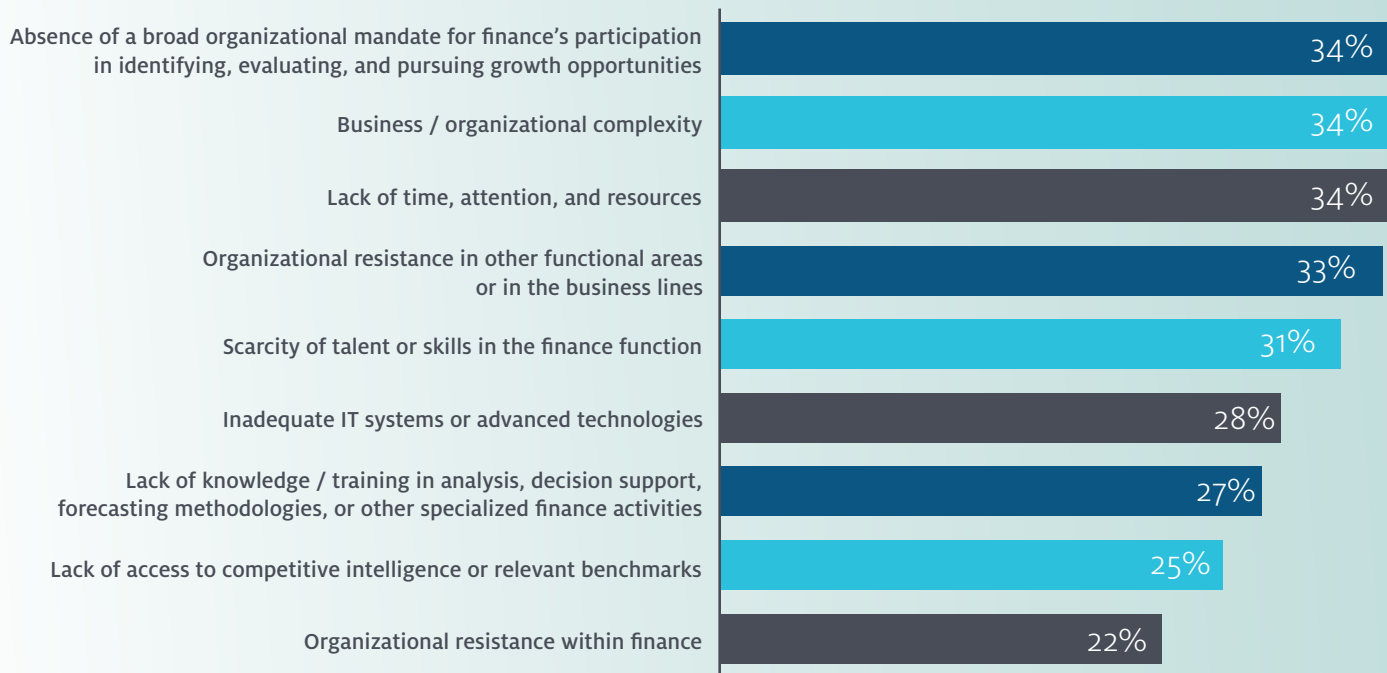 Absence of a broad organizational mandate for finance’s participation
in identifying, evaluating, and pursuing growth opportunities
34%
Business / organizational complexity
34%
Lack of time, attention, and resources
34%
Organizational resistance in other functional areas
or in the business lines
33%
Scarcity of talent or skills in the finance function
31%
Inadequate IT systems or advanced technologies
28%
Lack of knowledge / training in analysis, decision support,
forecasting methodologies, or other specialized finance activities
27%
Lack of access to competitive intelligence or relevant benchmarks
25%
Organizational resistance within finance
22%